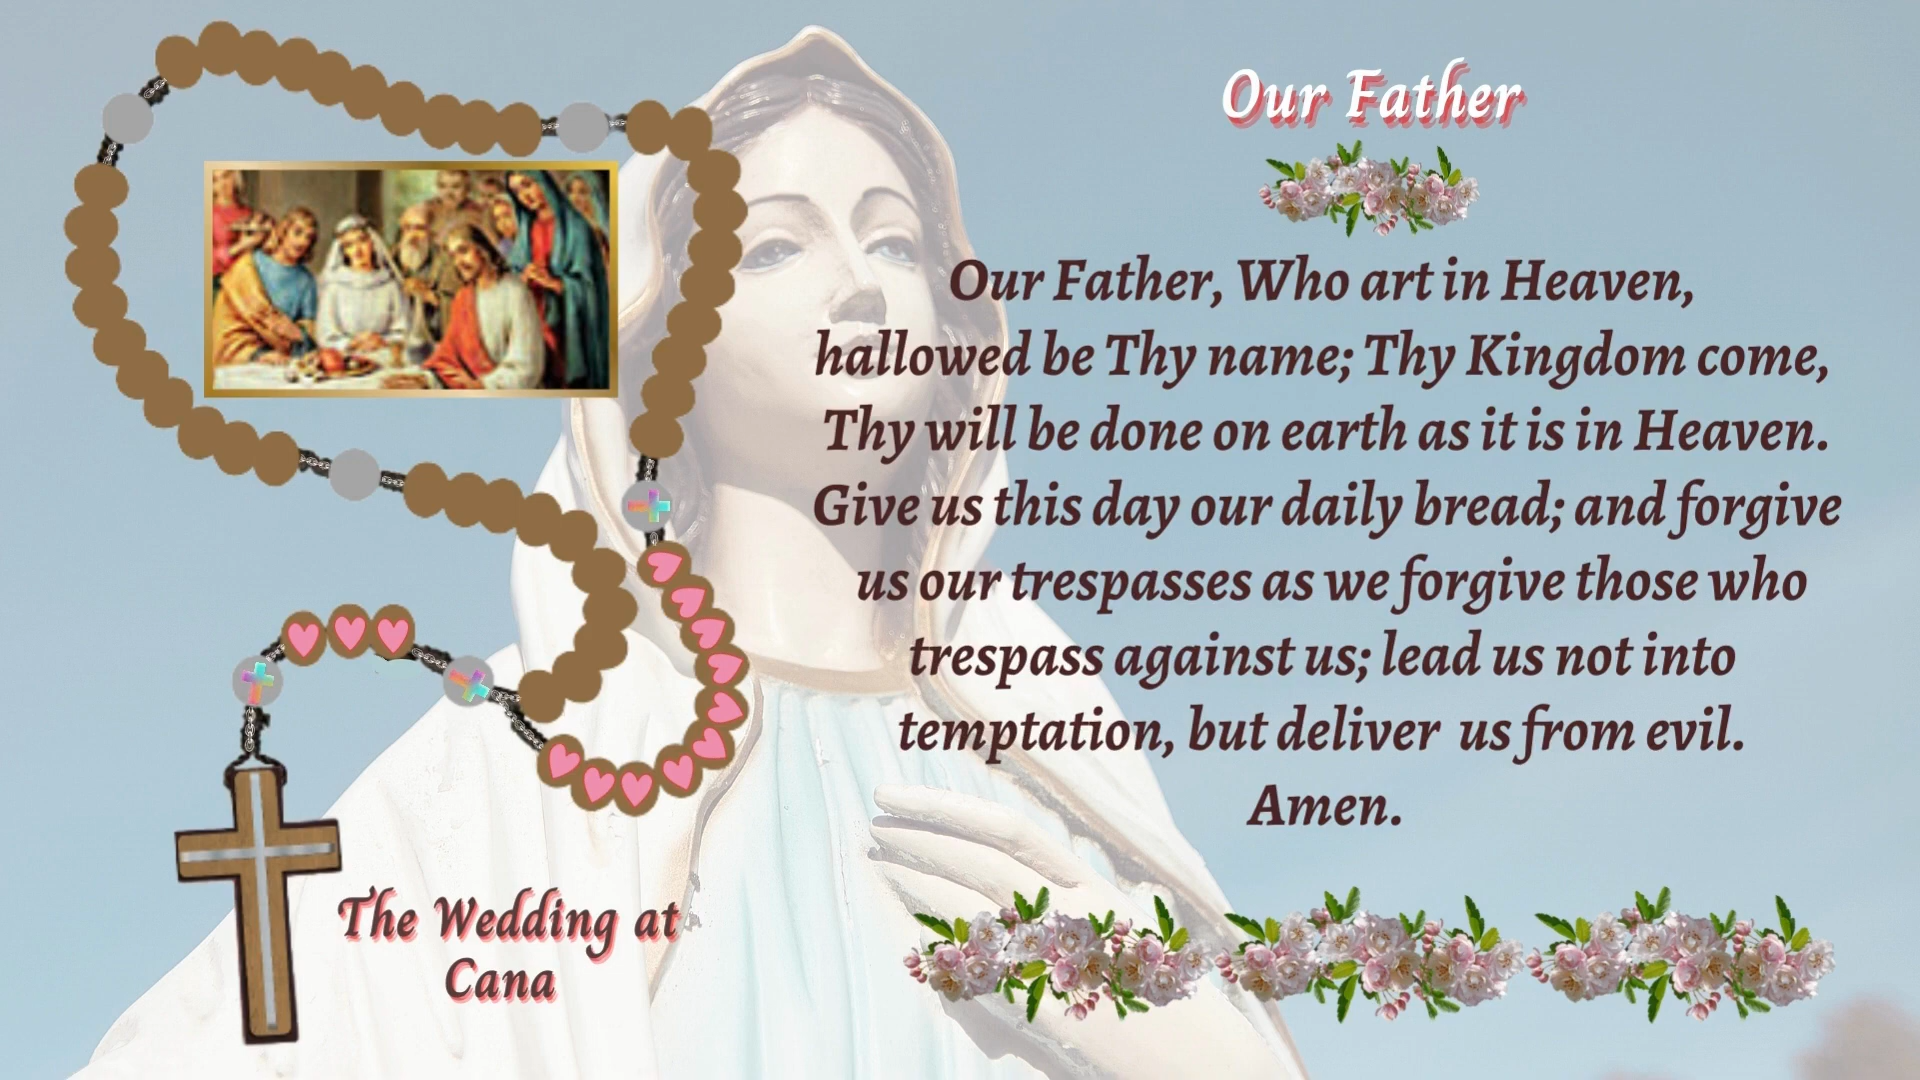 Our Father
Our Father, Who art in Heaven,
hallowed be Thy name; Thy Kingdom come,
Thy will be done on earth as it is in Heaven.
Give us this day our daily bread; and forgive
us our trespasses as we forgive those who
trespass against us; lead us not into
temptation, but deliver us from evil.
Amen.
The Wedding at
Cana